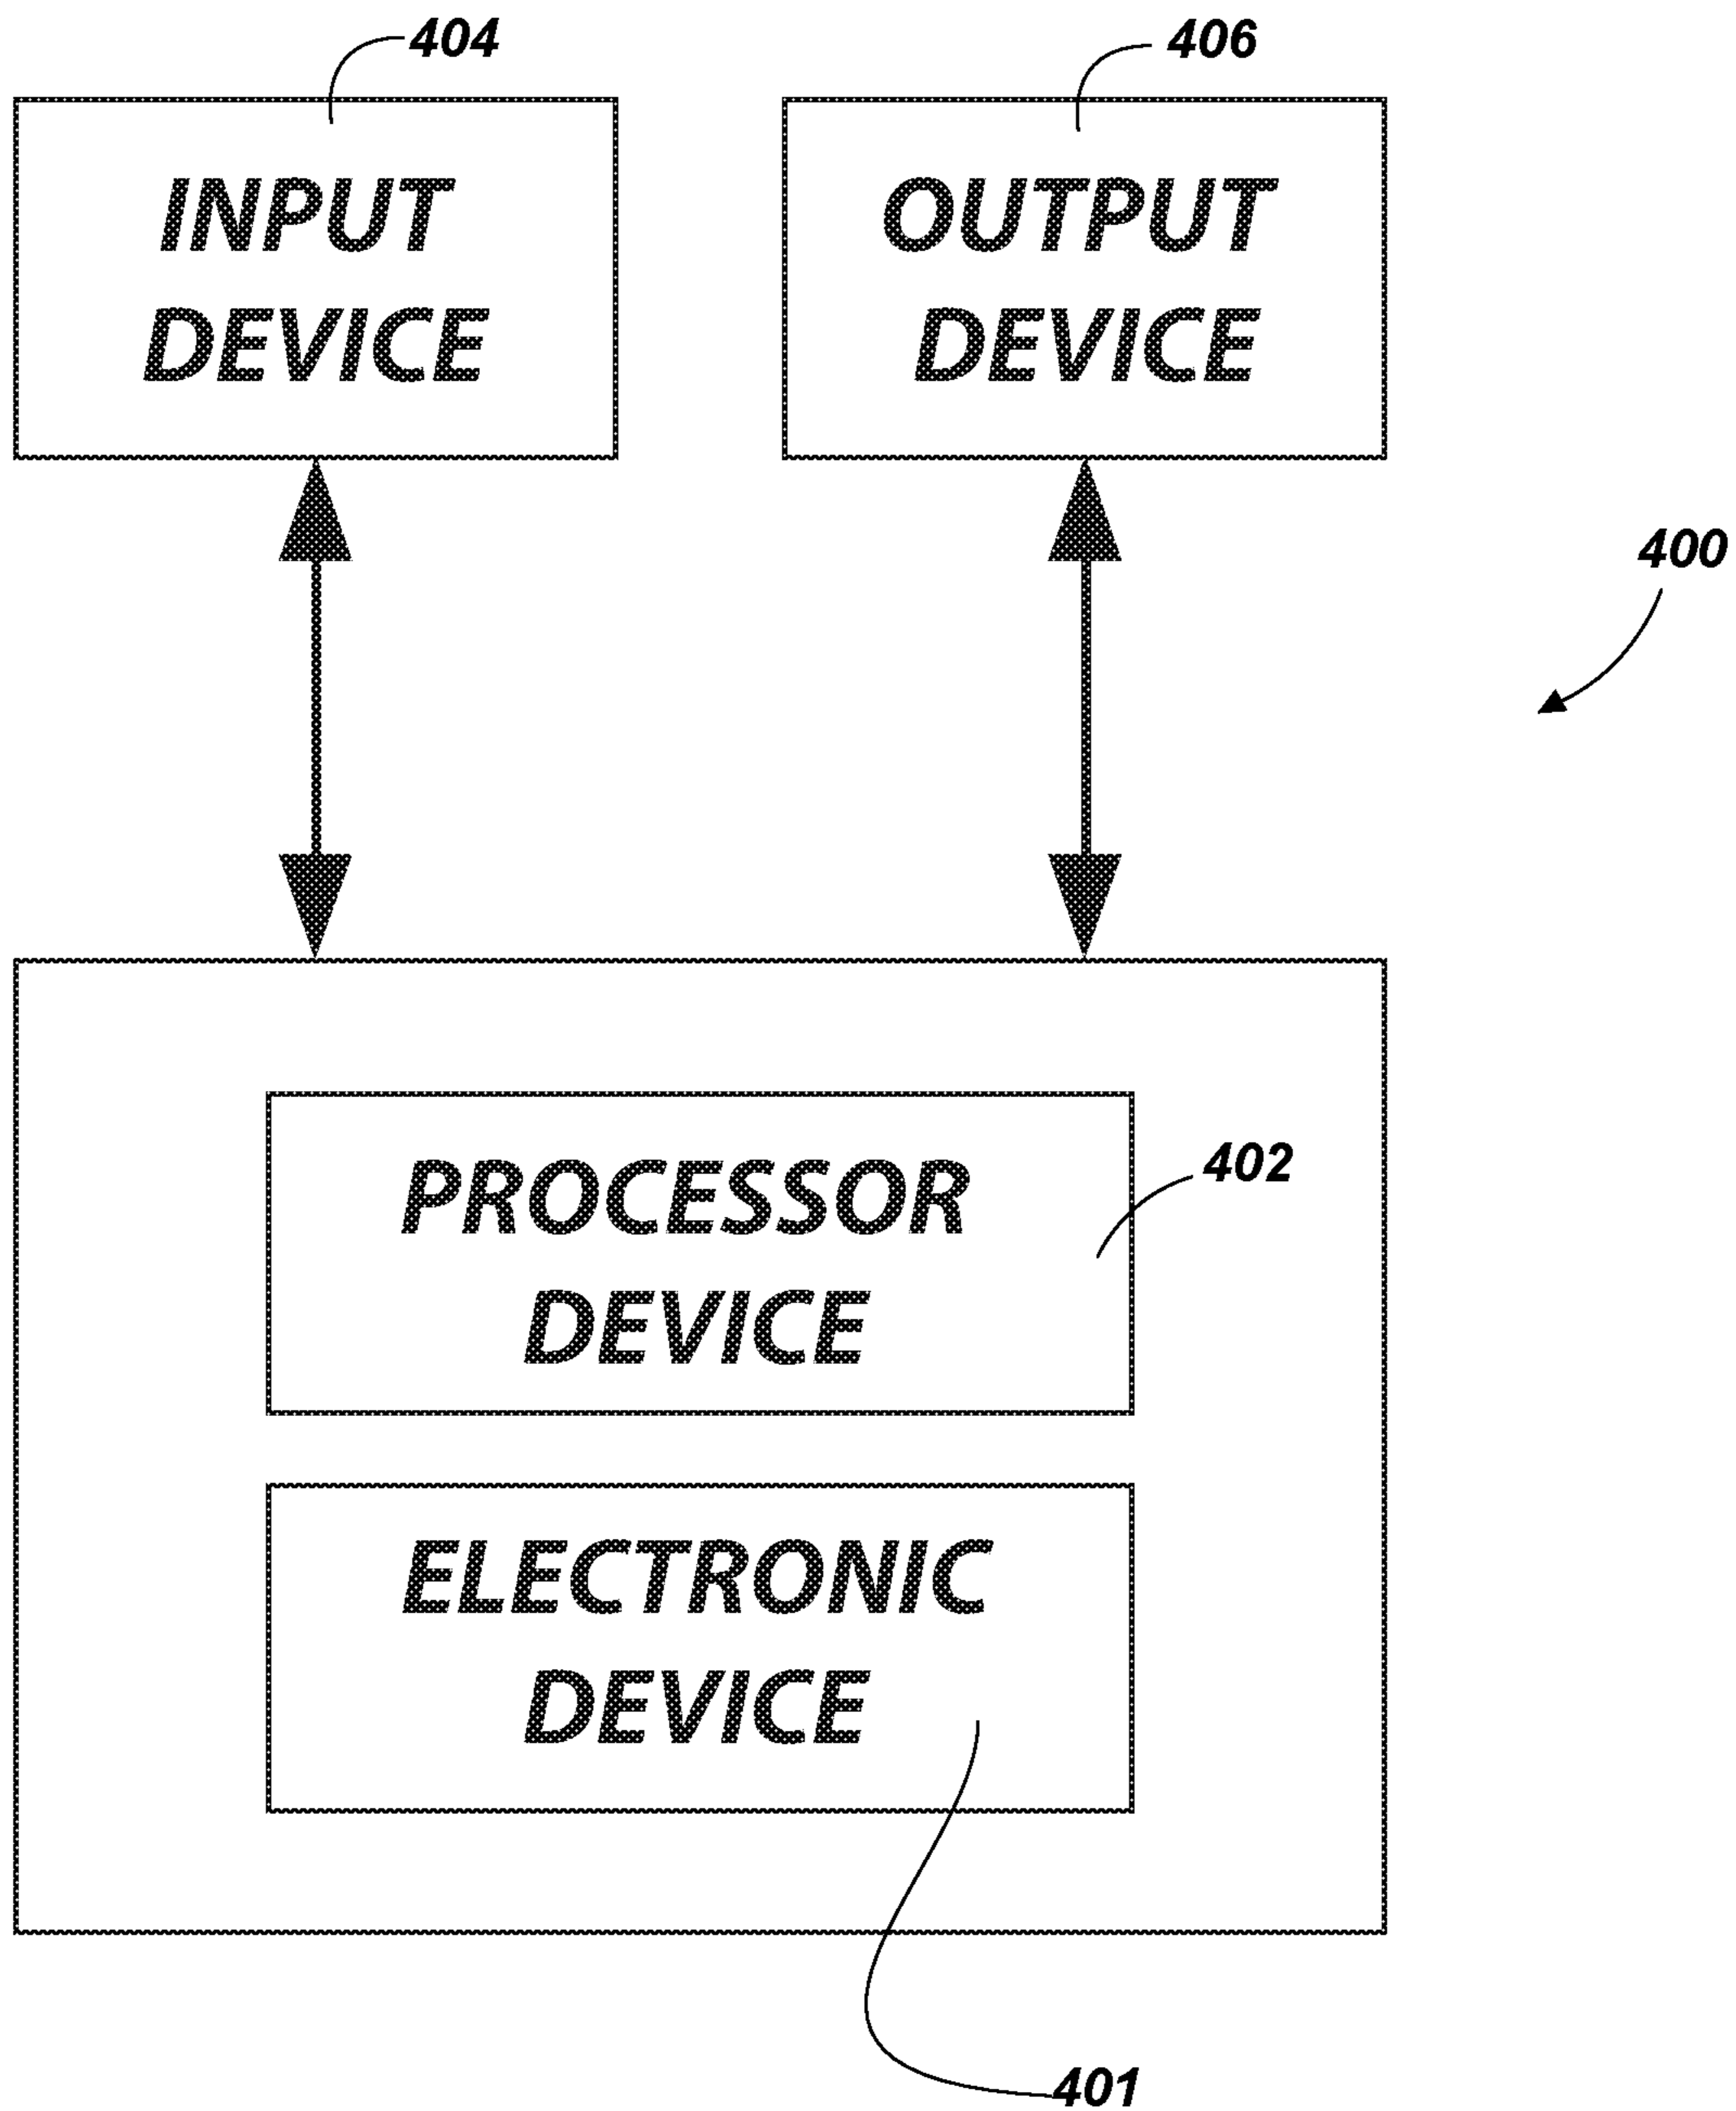 404
406
INPUT
DEVICE
OUTPUT
DEVICE
400
PROCESSOR
DEVICE
402
ELECTRONIC
DEVICE
401